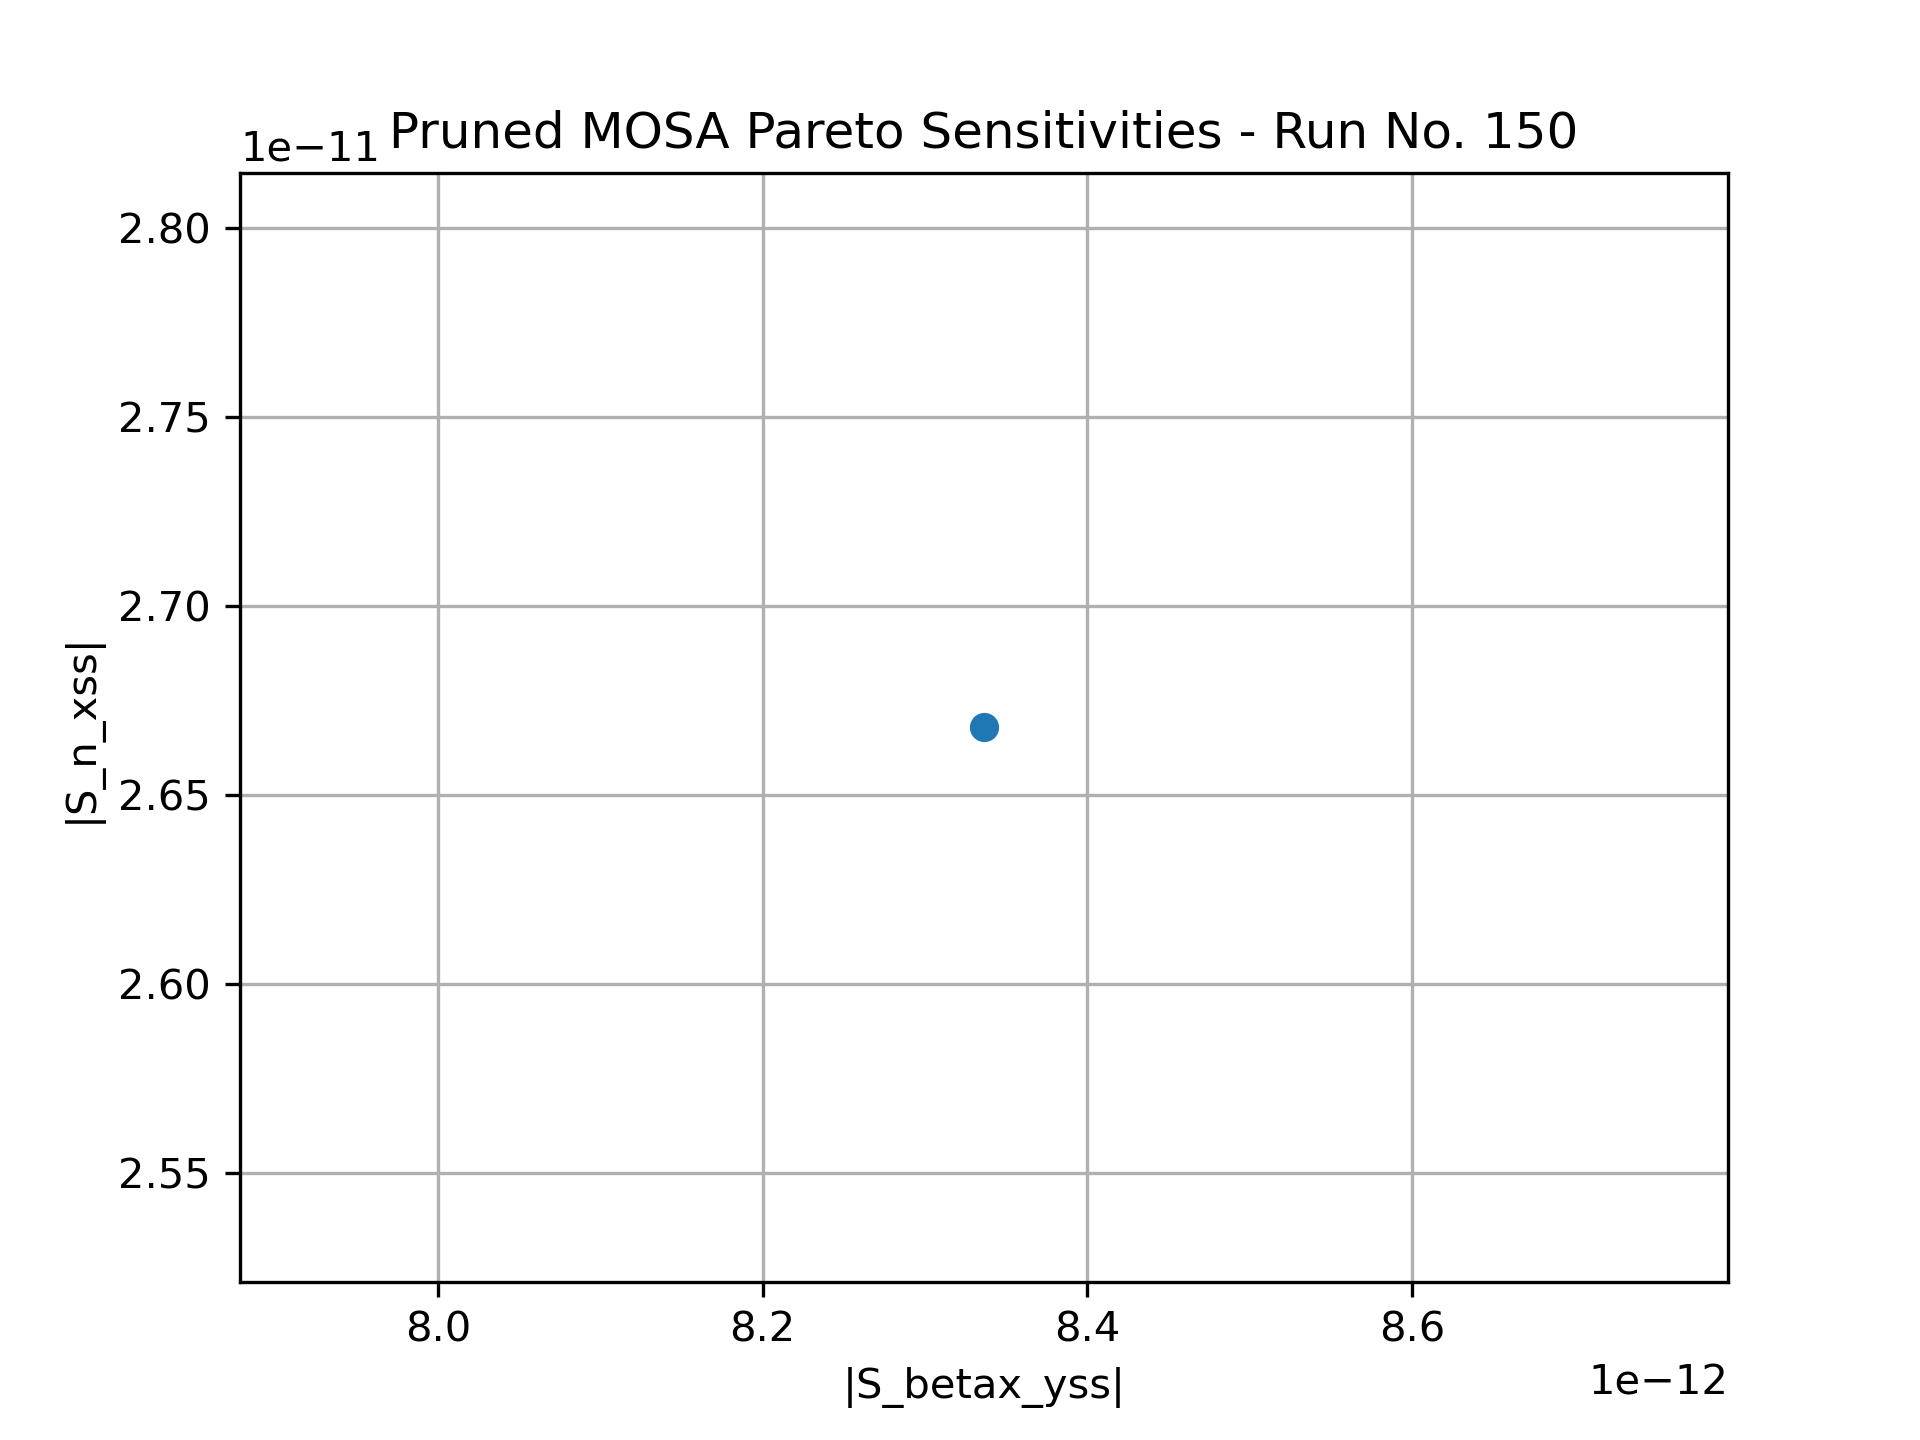 Pruned MOSA Pareto Sensitivities - Run No. 150
1e−11
2.80
2.75
2.70
2.65
2.60
2.55
|S_n_xss|
8.0 8.2 8.4 8.6
|S_betax_yss|
1e−12